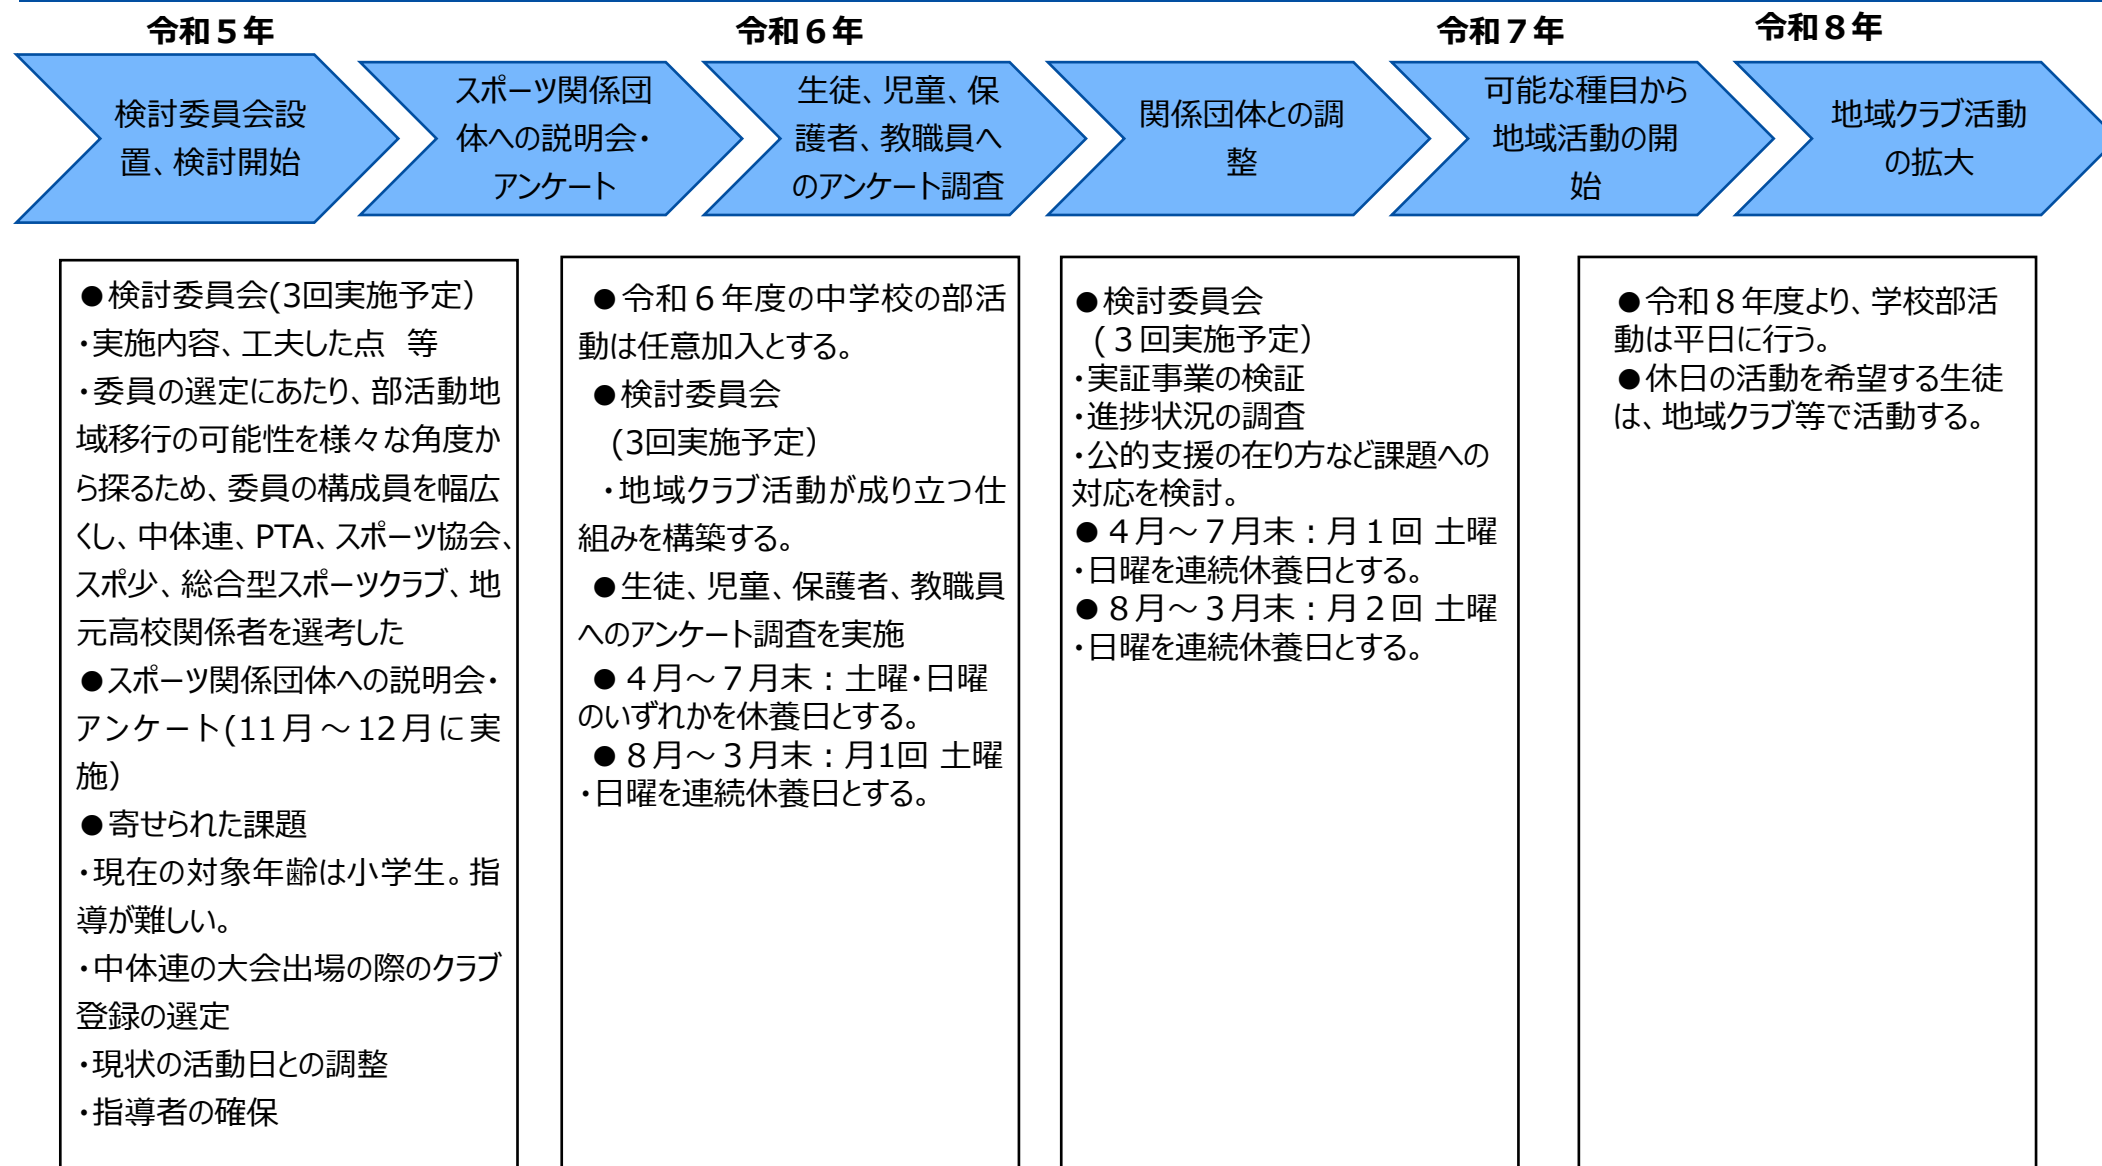 令和５年
令和６年
令和７年
令和８年
検討委員会設
置、検討開始
スポーツ関係団
体への説明会・
アンケート
生徒、児童、保
護者、教職員へ
のアンケート調査
関係団体との調
整
可能な種目から
地域活動の開
始
地域クラブ活動
の拡大
●検討委員会(3回実施予定）
・実施内容、工夫した点　等
・委員の選定にあたり、部活動地
域移行の可能性を様々な角度か
ら探るため、委員の構成員を幅広
くし、中体連、PTA、スポーツ協会、
スポ少、総合型スポーツクラブ、地
元高校関係者を選考した
●スポーツ関係団体への説明会・
アンケート(11月～12月に実
施）
●寄せられた課題
・現在の対象年齢は小学生。指
導が難しい。
・中体連の大会出場の際のクラブ
登録の選定
・現状の活動日との調整
・指導者の確保
●令和６年度の中学校の部活
動は任意加入とする。
●検討委員会
(3回実施予定）
・地域クラブ活動が成り立つ仕
組みを構築する。
●生徒、児童、保護者、教職員
へのアンケート調査を実施
●４月～７月末：土曜・日曜
のいずれかを休養日とする。
●８月～３月末：月1回 土曜
・日曜を連続休養日とする。
●検討委員会
(３回実施予定）
・実証事業の検証
・進捗状況の調査
・公的支援の在り方など課題への
対応を検討。
●４月～７月末：月１回 土曜
・日曜を連続休養日とする。
●８月～３月末：月２回 土曜
・日曜を連続休養日とする。
●令和８年度より、学校部活
動は平日に行う。
●休日の活動を希望する生徒
は、地域クラブ等で活動する。